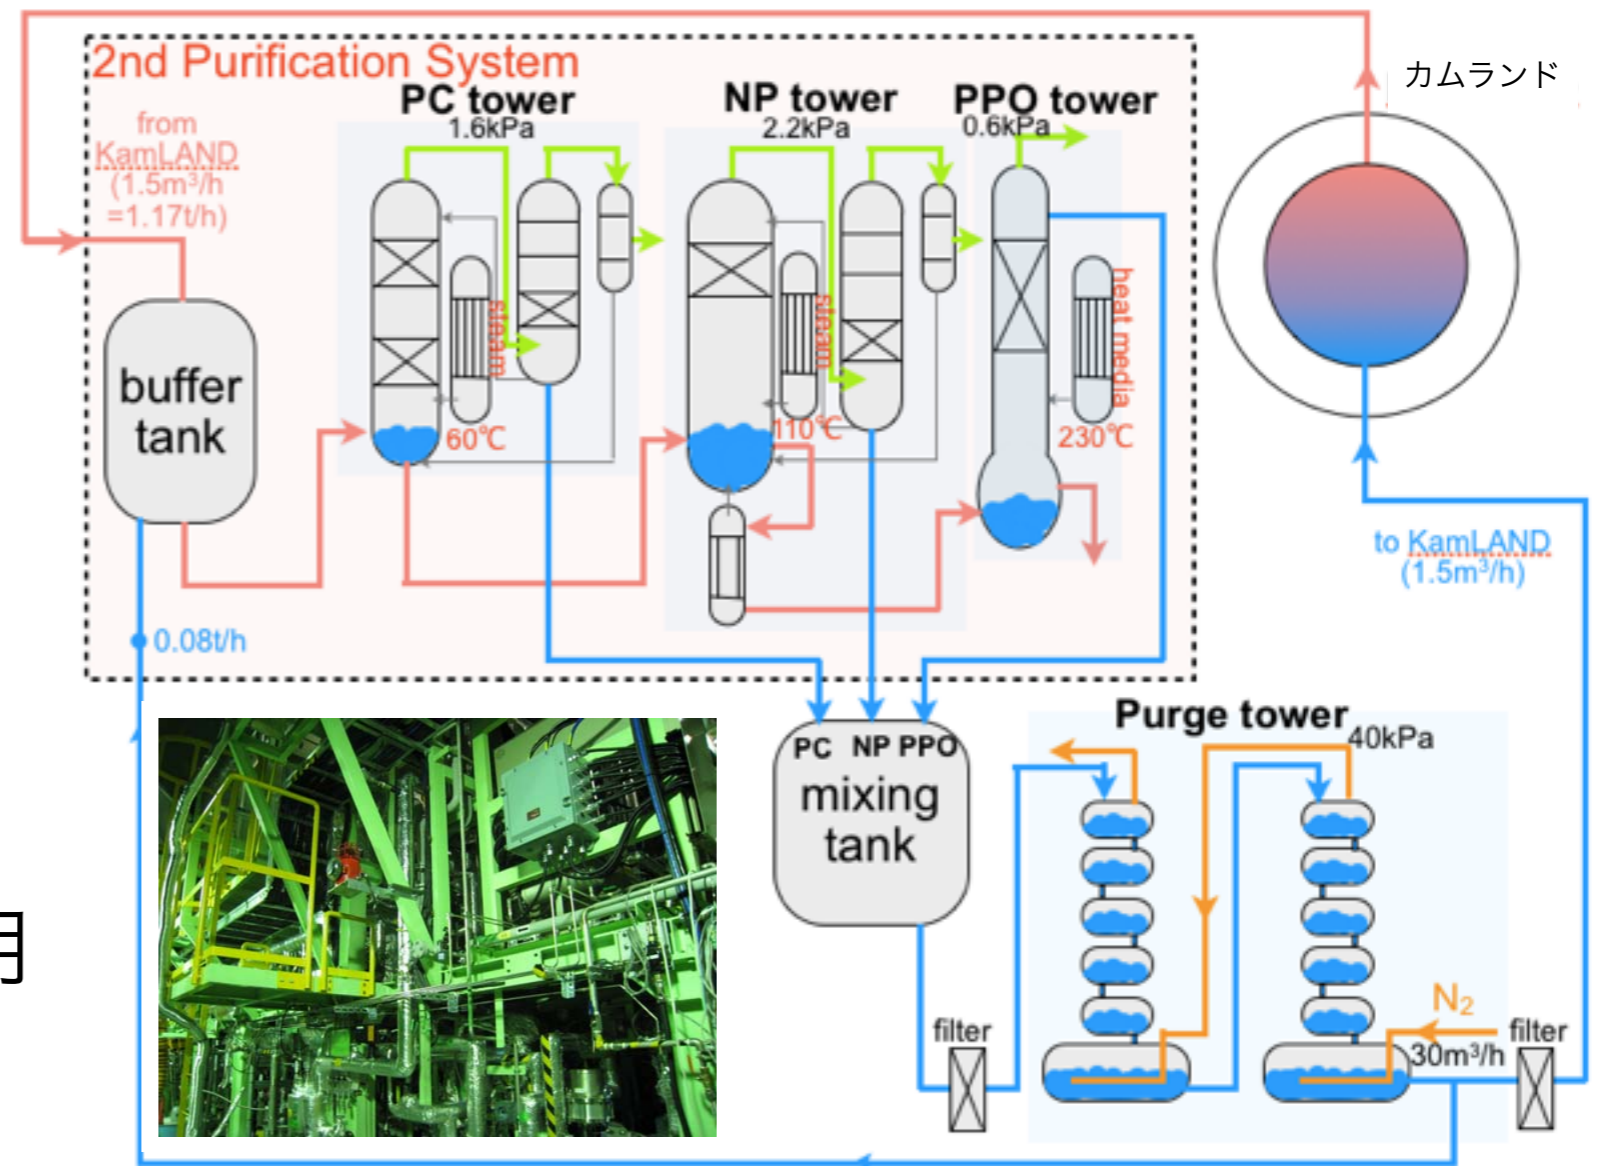 2nd Purification System
PC tower
1.6kPa
NP tower
2.2kPa
PPO tower
0.6kPa
カムランド
from
KamLAND
(1.5m³/h
=1.17t/h)
steam
steam
heat media
buffer
tank
60℃
110℃
230℃
to KamLAND
(1.5m³/h)
0.08t/h
Purge tower
40kPa
PC NP PPO
mixing
tank
N₂
filter
filter
30m³/h